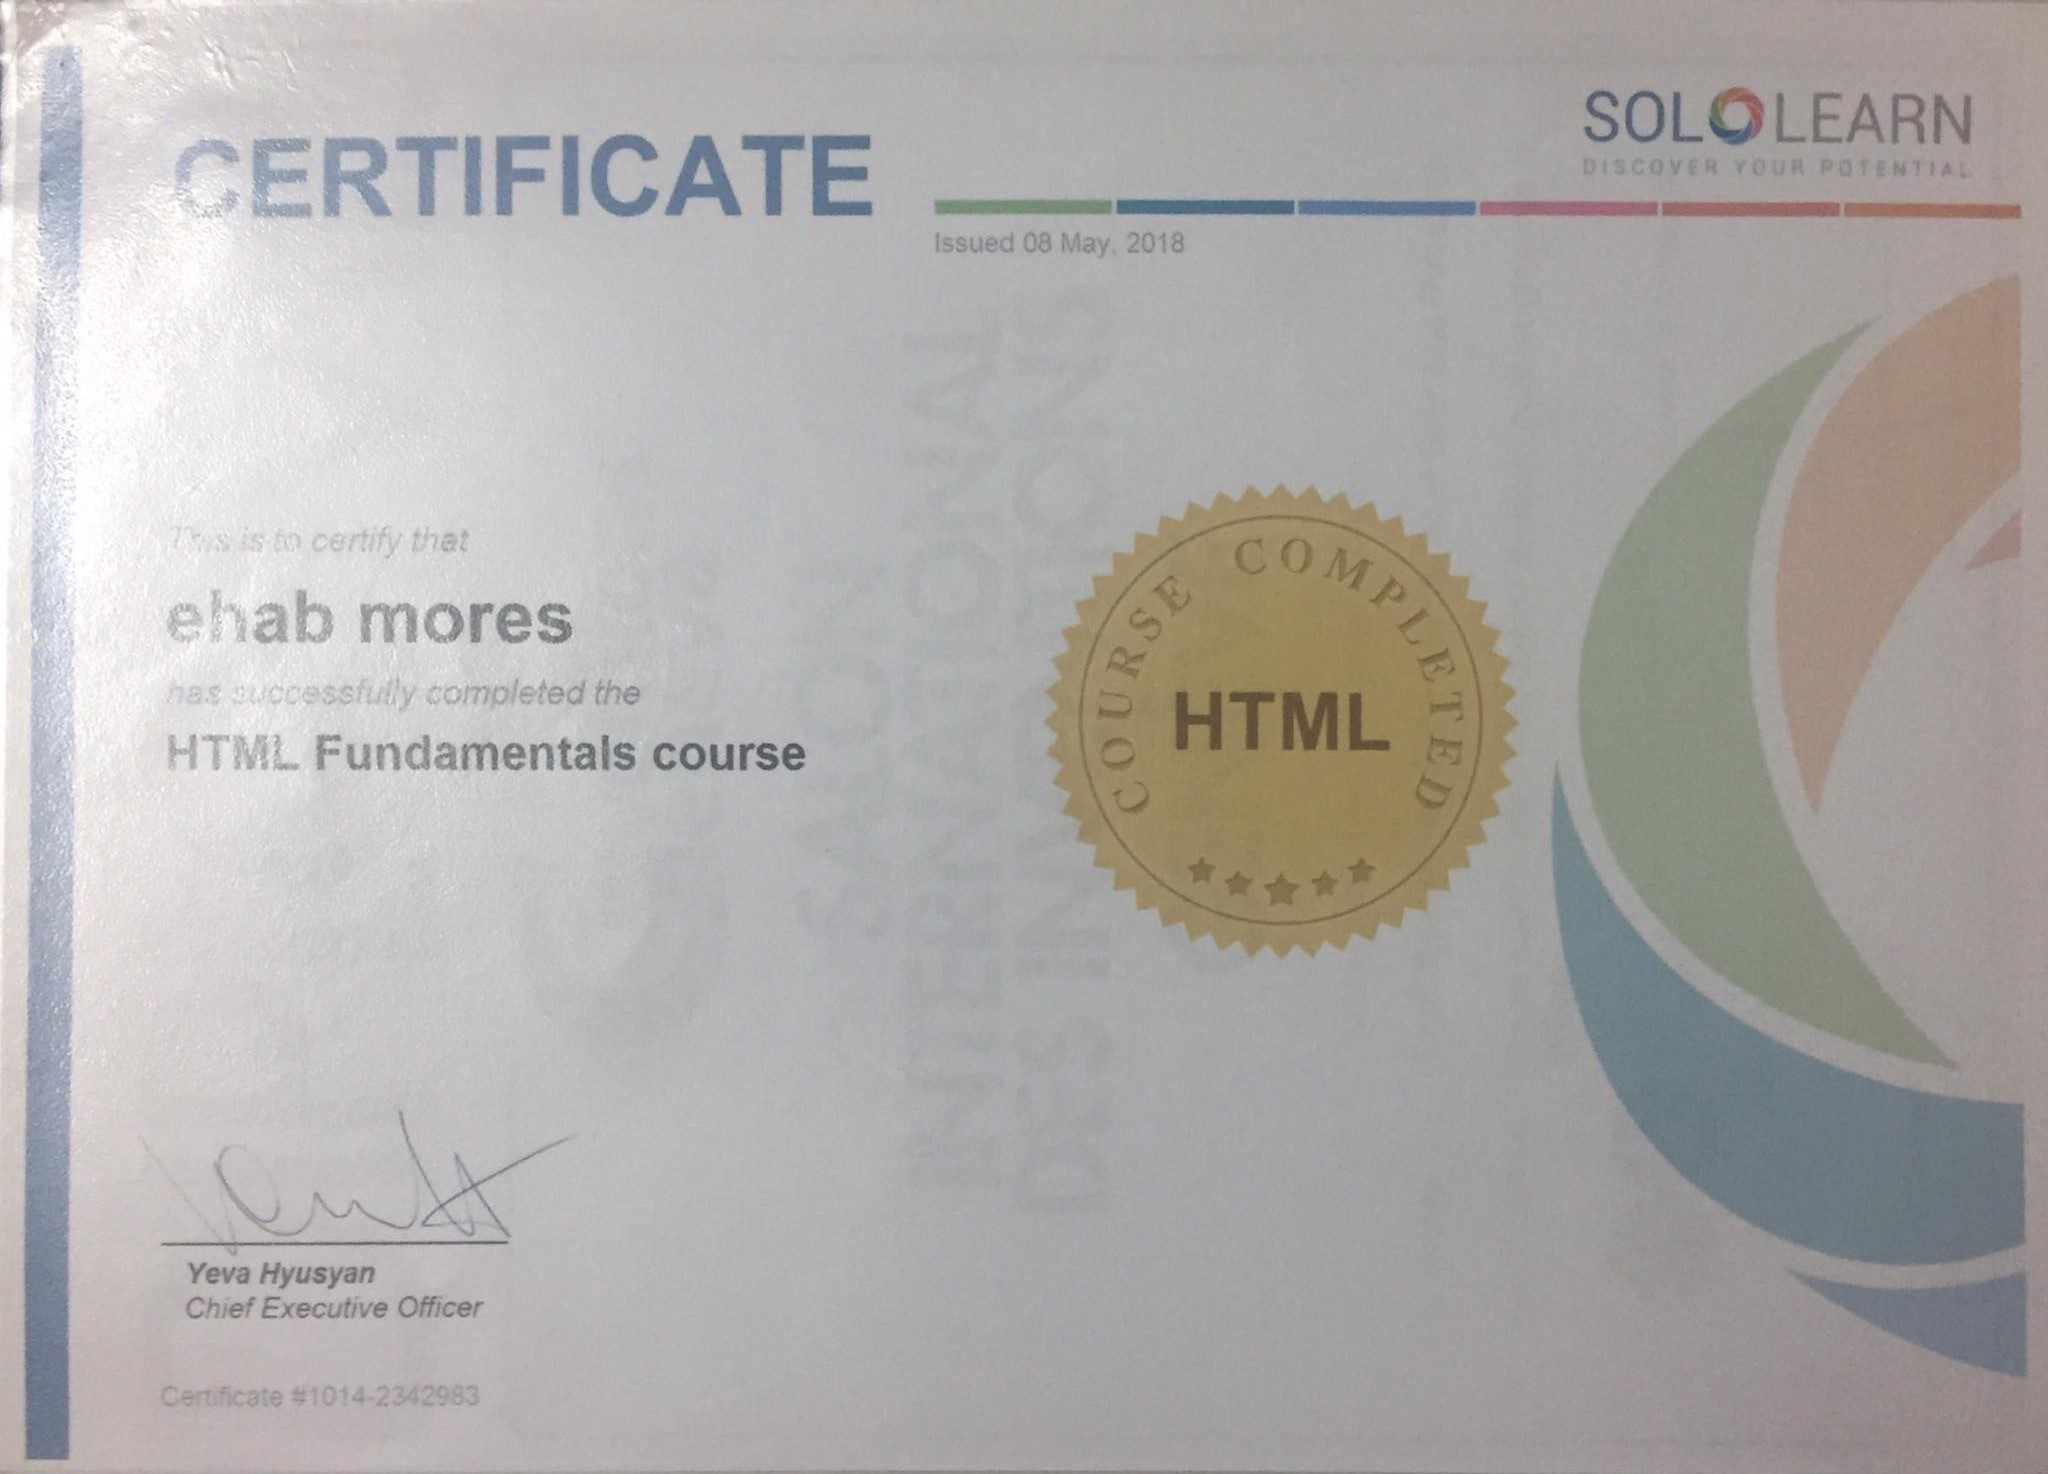 CERTIFICATE
SOLOLEARN
DISCOVER YOUR POTENTIAL
Issued 08 May, 2018
This is to certify that
ehab mores
has successfully completed the
HTML Fundamentals course
COURSE COMPLETED
HTML
Yeva Hyusyan
Chief Executive Officer
Certificate #1014-2342983